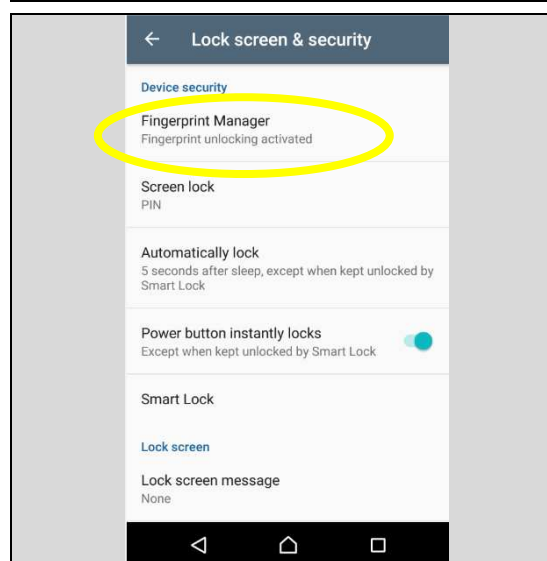 Lock screen & security
Device security
Fingerprint Manager
Fingerprint unlocking activated
Screen lock
PIN
Automatically lock
5 seconds after sleep, except when kept unlocked by
Smart Lock
Power button instantly locks
Except when kept unlocked by Smart Lock
Smart Lock
Lock screen
Lock screen message
None